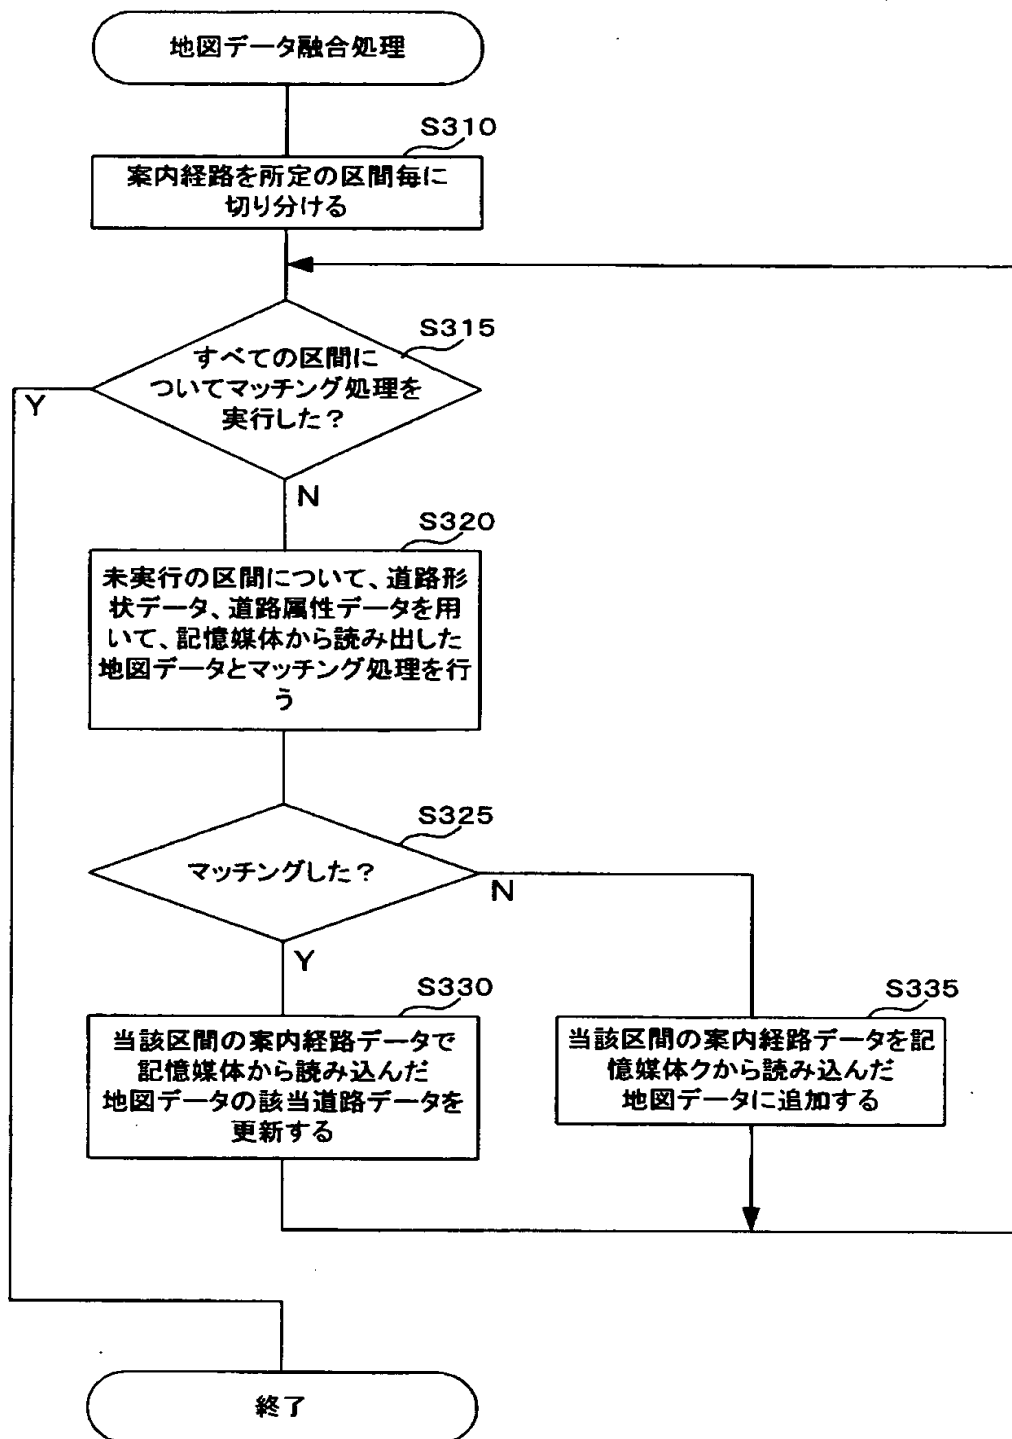 地図データ融合処理
S310
案内経路を所定の区間毎に
切り分ける
S315
すべての区間に
ついてマッチング処理を
実行した？
Y
N
S320
未実行の区間について、道路形
状データ、道路属性データを用
いて、記憶媒体から読み出した
地図データとマッチング処理を行
う
S325
マッチングした？
N
Y
S330
当該区間の案内経路データで
記憶媒体から読み込んだ
地図データの該当道路データを
更新する
S335
当該区間の案内経路データを記
憶媒体クから読み込んだ
地図データに追加する
終了